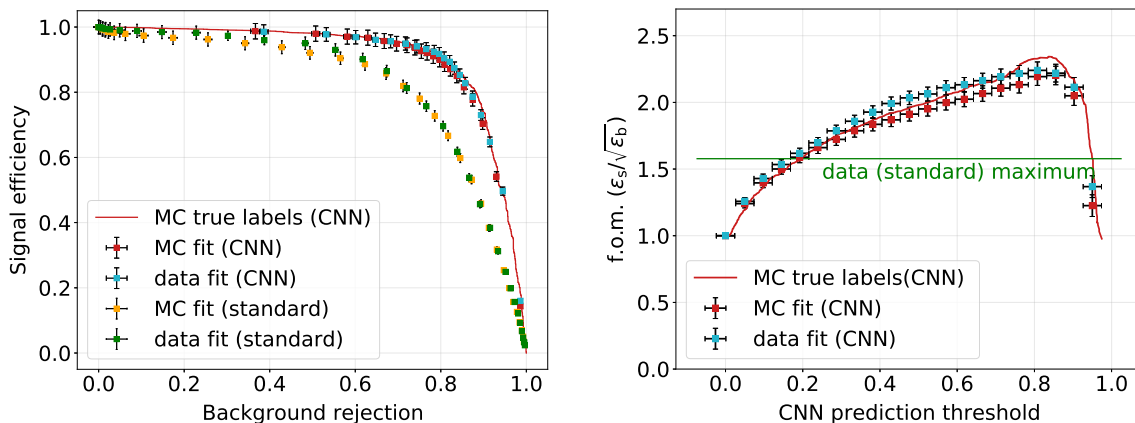 1.0
0.8
0.6
0.4
0.2
0.0
Signal efficiency
MC true labels (CNN)
MC fit (CNN)
data fit (CNN)
MC fit (standard)
data fit (standard)
0.0 0.2 0.4 0.6 0.8 1.0
Background rejection
2.5
2.0
1.5
1.0
0.5
0.0
f.o.m. (εs/√εb)
data (standard) maximum
MC true labels(CNN)
MC fit (CNN)
data fit (CNN)
0.0 0.2 0.4 0.6 0.8 1.0
CNN prediction threshold